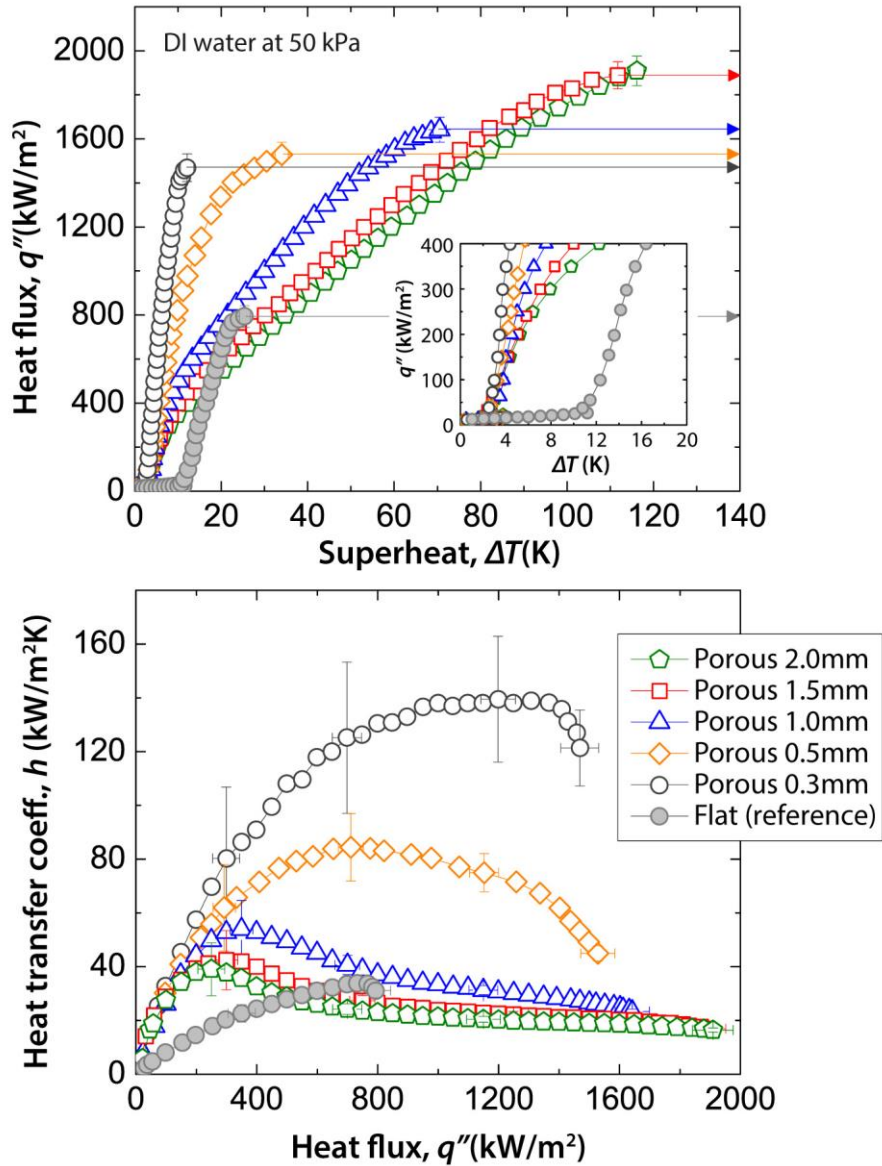 DI water at 50 kPa
Heat flux, q″(kW/m²)
2000
1600
1200
800
400
0
0
20
40
60
80
100
120
140
Superheat, ΔT(K)
q″ (kW/m²)
400
300
200
100
0
0
4
8
12
16
20
ΔT (K)
Heat transfer coeff., h (kW/m²K)
160
120
80
40
0
0
400
800
1200
1600
2000
Heat flux, q″(kW/m²)
Porous 2.0mm
Porous 1.5mm
Porous 1.0mm
Porous 0.5mm
Porous 0.3mm
Flat (reference)